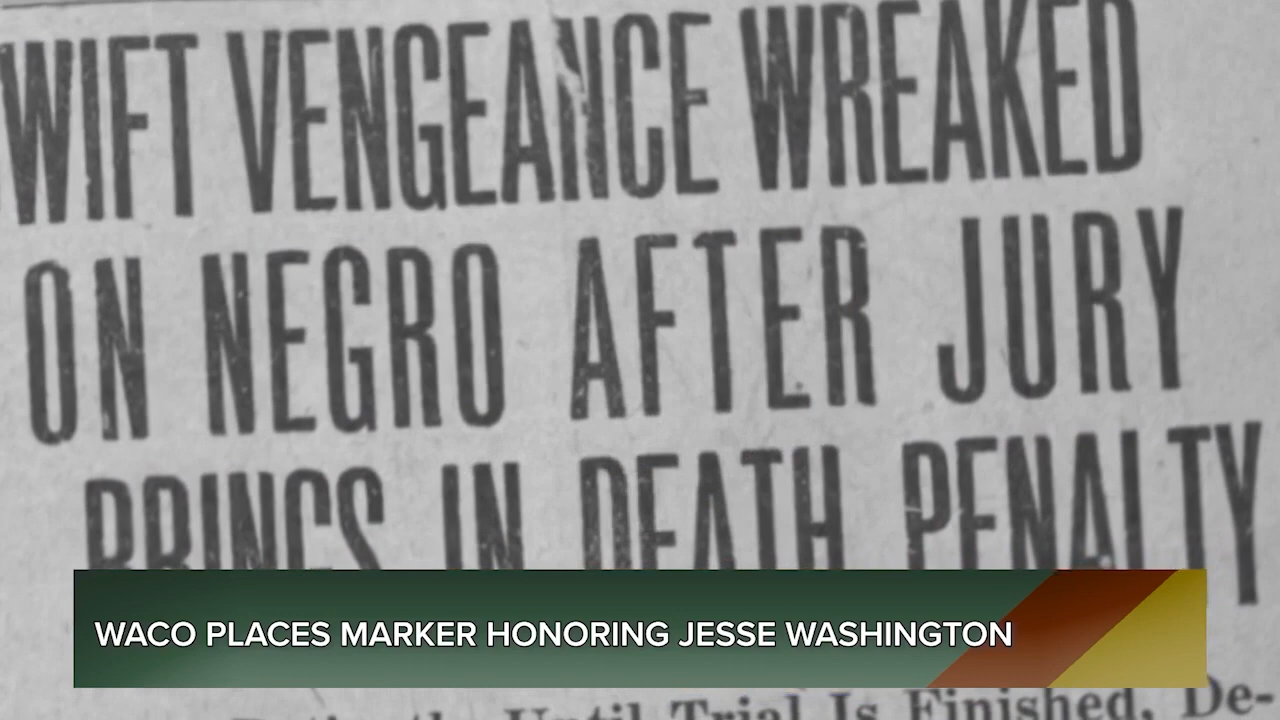 WIFT VENGEANCE WREAKED
ON NEGRO AFTER JURY
BRINGS IN DEATH PENALTY
WACO PLACES MARKER HONORING JESSE WASHINGTON
Until Trial Is Finished, De-